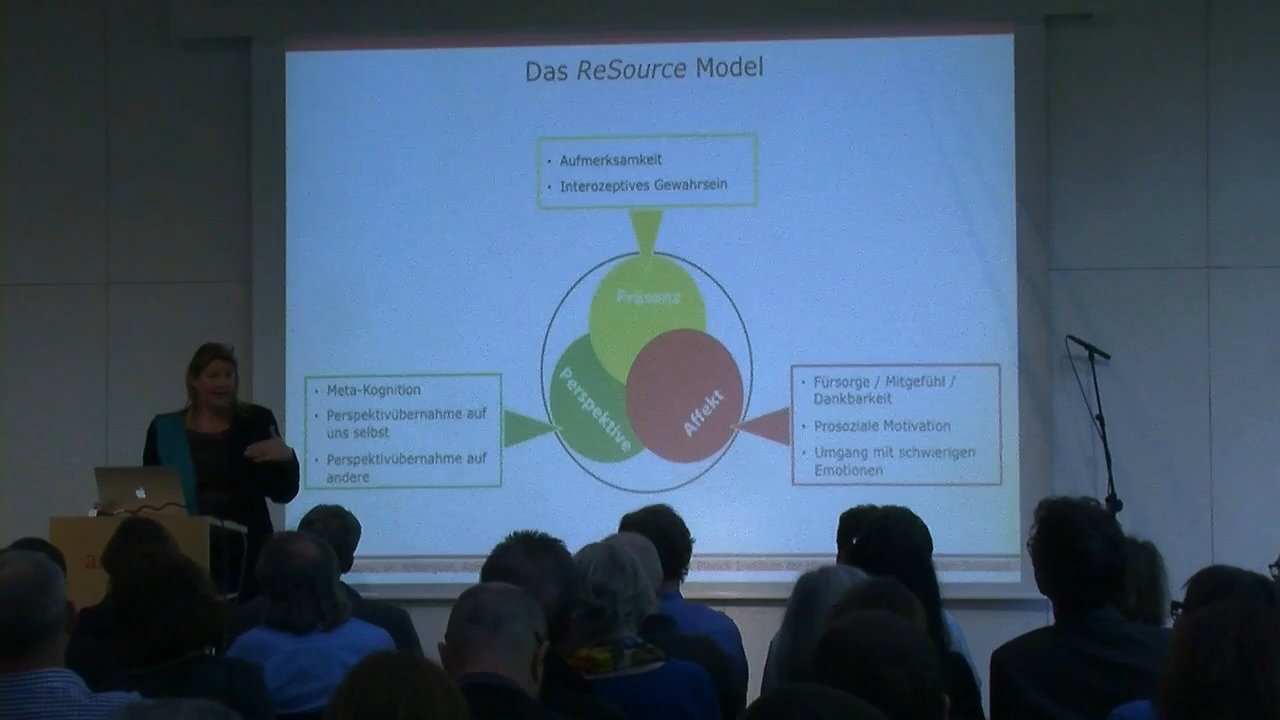 Das ReSource Model
• Aufmerksamkeit
• Interozeptives Gewahrsein
Präsenz
Perspektive
Affekt
• Meta-Kognition
• Perspektivübernahme auf
uns selbst
• Perspektivübernahme auf
andere
• Fürsorge / Mitgefühl /
Dankbarkeit
• Prosoziale Motivation
• Umgang mit schwierigen
Emotionen